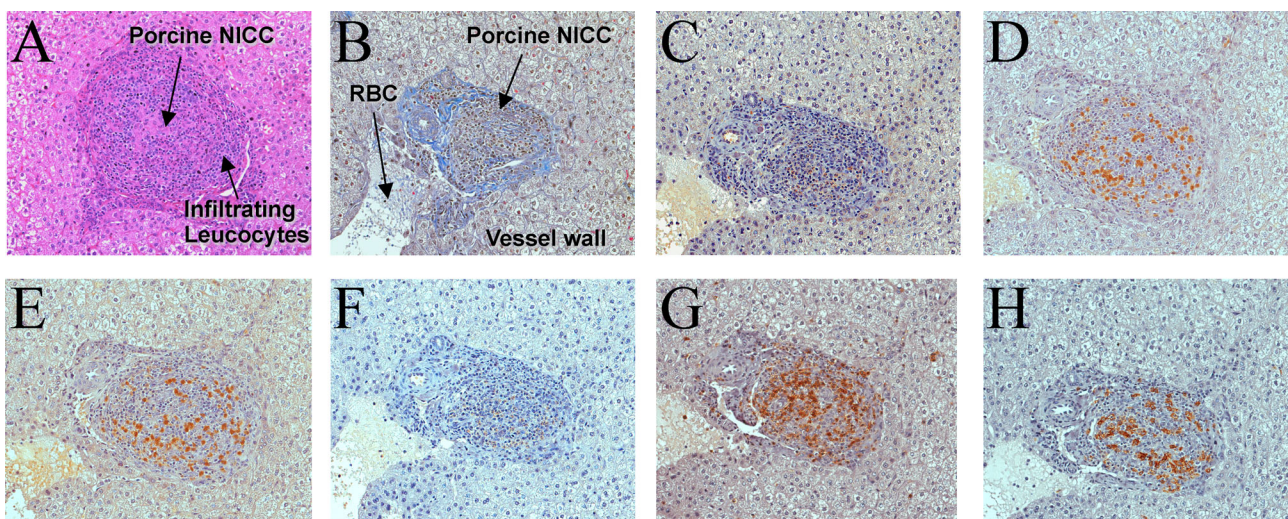 A
Porcine NICC
Infiltrating
Leucocytes
B
Porcine NICC
RBC
Vessel wall
C
D
E
F
G
H